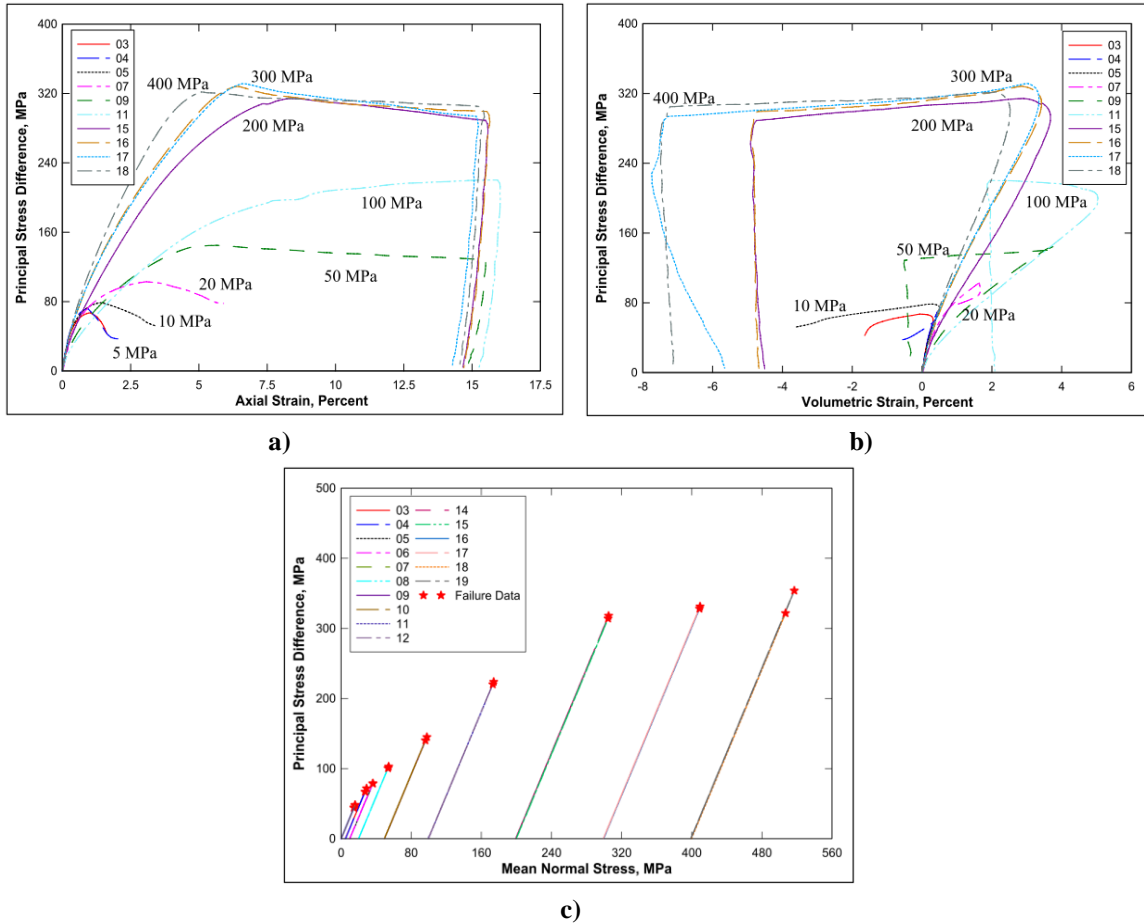 400
320
240
160
80
0
Principal Stress Difference, MPa
03
04
05
07
09
11
15
16
17
18
400 MPa
300 MPa
200 MPa
100 MPa
50 MPa
20 MPa
10 MPa
5 MPa
0 2.5 5 7.5 10 12.5 15 17.5
Axial Strain, Percent
a)
400
320
240
160
80
0
Principal Stress Difference, MPa
03
04
05
07
09
11
15
16
17
18
300 MPa
400 MPa
200 MPa
100 MPa
50 MPa
10 MPa
20 MPa
-8 -6 -4 -2 0 2 4 6
Volumetric Strain, Percent
b)
500
400
300
200
100
0
Principal Stress Difference, MPa
03 14
04 15
05 16
06 17
07 18
08 19
09 Failure Data
10
11
12
0 80 160 240 320 400 480 560
Mean Normal Stress, MPa
c)